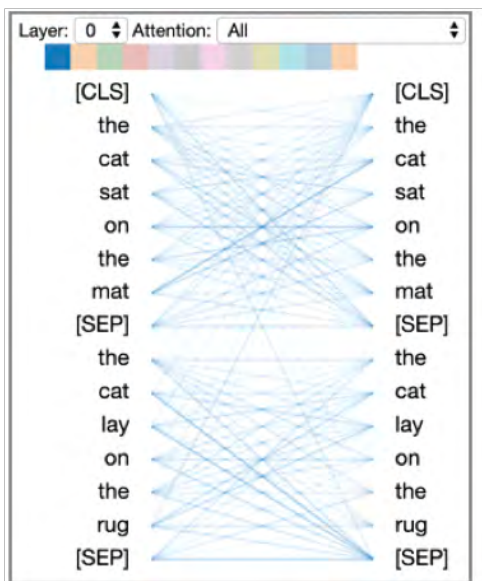 Layer: 0 Attention: All
[CLS] [CLS]
the the
cat cat
sat sat
on on
the the
mat mat
[SEP] [SEP]
the the
cat cat
lay lay
on on
the the
rug rug
[SEP] [SEP]